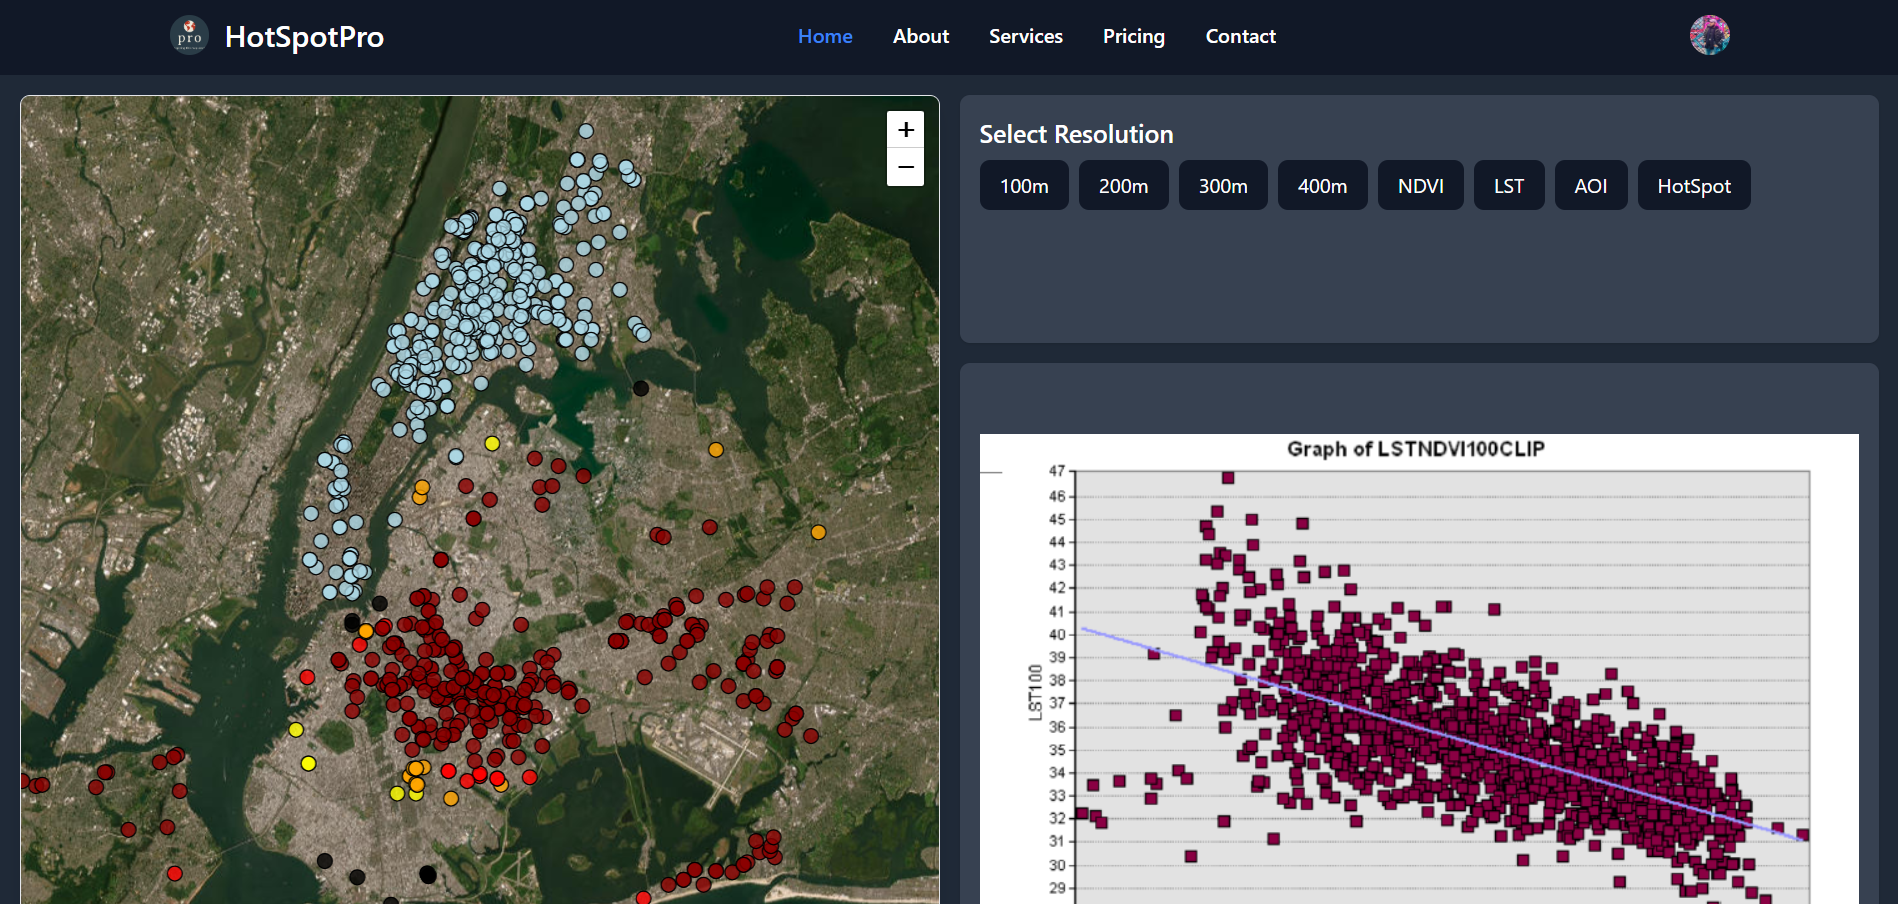 pro
HotSpotPro
Home
About
Services
Pricing
Contact
+
−
Select Resolution
100m
200m
300m
400m
NDVI
LST
AOI
HotSpot
Graph of LSTNDVI100CLIP
LST100
47
46
45
44
43
42
41
40
39
38
37
36
35
34
33
32
31
30
29